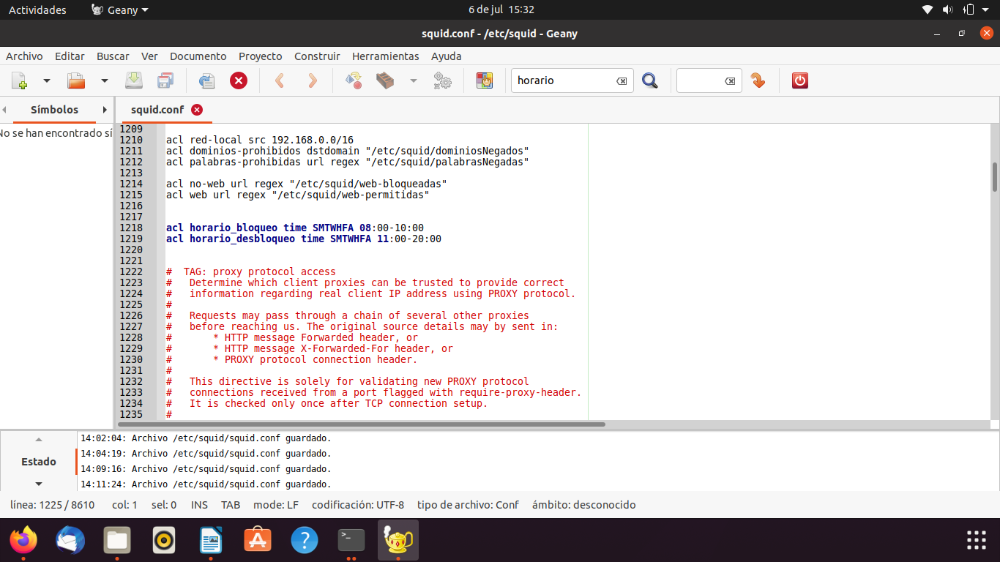 Actividades
Geany
6 de jul 15:32
squid.conf - /etc/squid - Geany
Archivo Editar Buscar Ver Documento Proyecto Construir Herramientas Ayuda
horario
Símbolos
squid.conf
No se han encontrado sí
1209
1210 acl red-local src 192.168.0.0/16
1211 acl dominios-prohibidos dstdomain "/etc/squid/dominiosNegados"
1212 acl palabras-prohibidas url regex "/etc/squid/palabrasNegadas"
1213
1214 acl no-web url regex "/etc/squid/web-bloqueadas"
1215 acl web url regex "/etc/squid/web-permitidas"
1216
1217
1218 acl horario_bloqueo time SMTWHFA 08:00-10:00
1219 acl horario_desbloqueo time SMTWHFA 11:00-20:00
1220
1221
1222 # TAG: proxy protocol access
1223 # Determine which client proxies can be trusted to provide correct
1224 # information regarding real client IP address using PROXY protocol.
1225 #
1226 # Requests may pass through a chain of several other proxies
1227 # before reaching us. The original source details may by sent in:
1228 # * HTTP message Forwarded header, or
1229 # * HTTP message X-Forwarded-For header, or
1230 # * PROXY protocol connection header.
1231 #
1232 # This directive is solely for validating new PROXY protocol
1233 # connections received from a port flagged with require-proxy-header.
1234 # It is checked only once after TCP connection setup.
1235 #
Estado
14:02:04: Archivo /etc/squid/squid.conf guardado.
14:04:19: Archivo /etc/squid/squid.conf guardado.
14:09:16: Archivo /etc/squid/squid.conf guardado.
14:11:24: Archivo /etc/squid/squid.conf guardado.
línea: 1225 / 8610 col: 1 sel: 0 INS TAB mode: LF codificación: UTF-8 tipo de archivo: Conf ámbito: desconocido